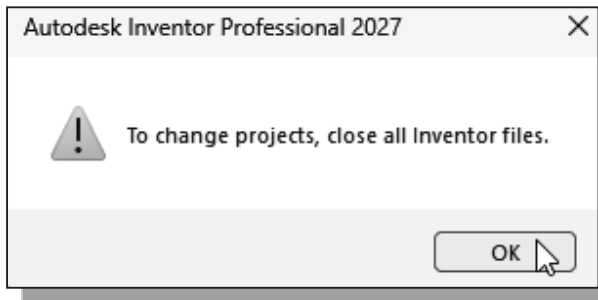 Autodesk Inventor Professional 2027
To change projects, close all Inventor files.
OK